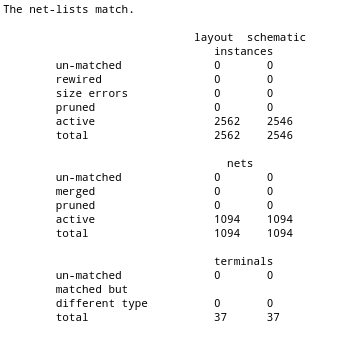 The net-lists match.
layout schematic
instances
un-matched 0 0
rewired 0 0
size errors 0 0
pruned 0 0
active 2562 2546
total 2562 2546
nets
un-matched 0 0
merged 0 0
pruned 0 0
active 1094 1094
total 1094 1094
terminals
un-matched 0 0
matched but
different type 0 0
total 37 37